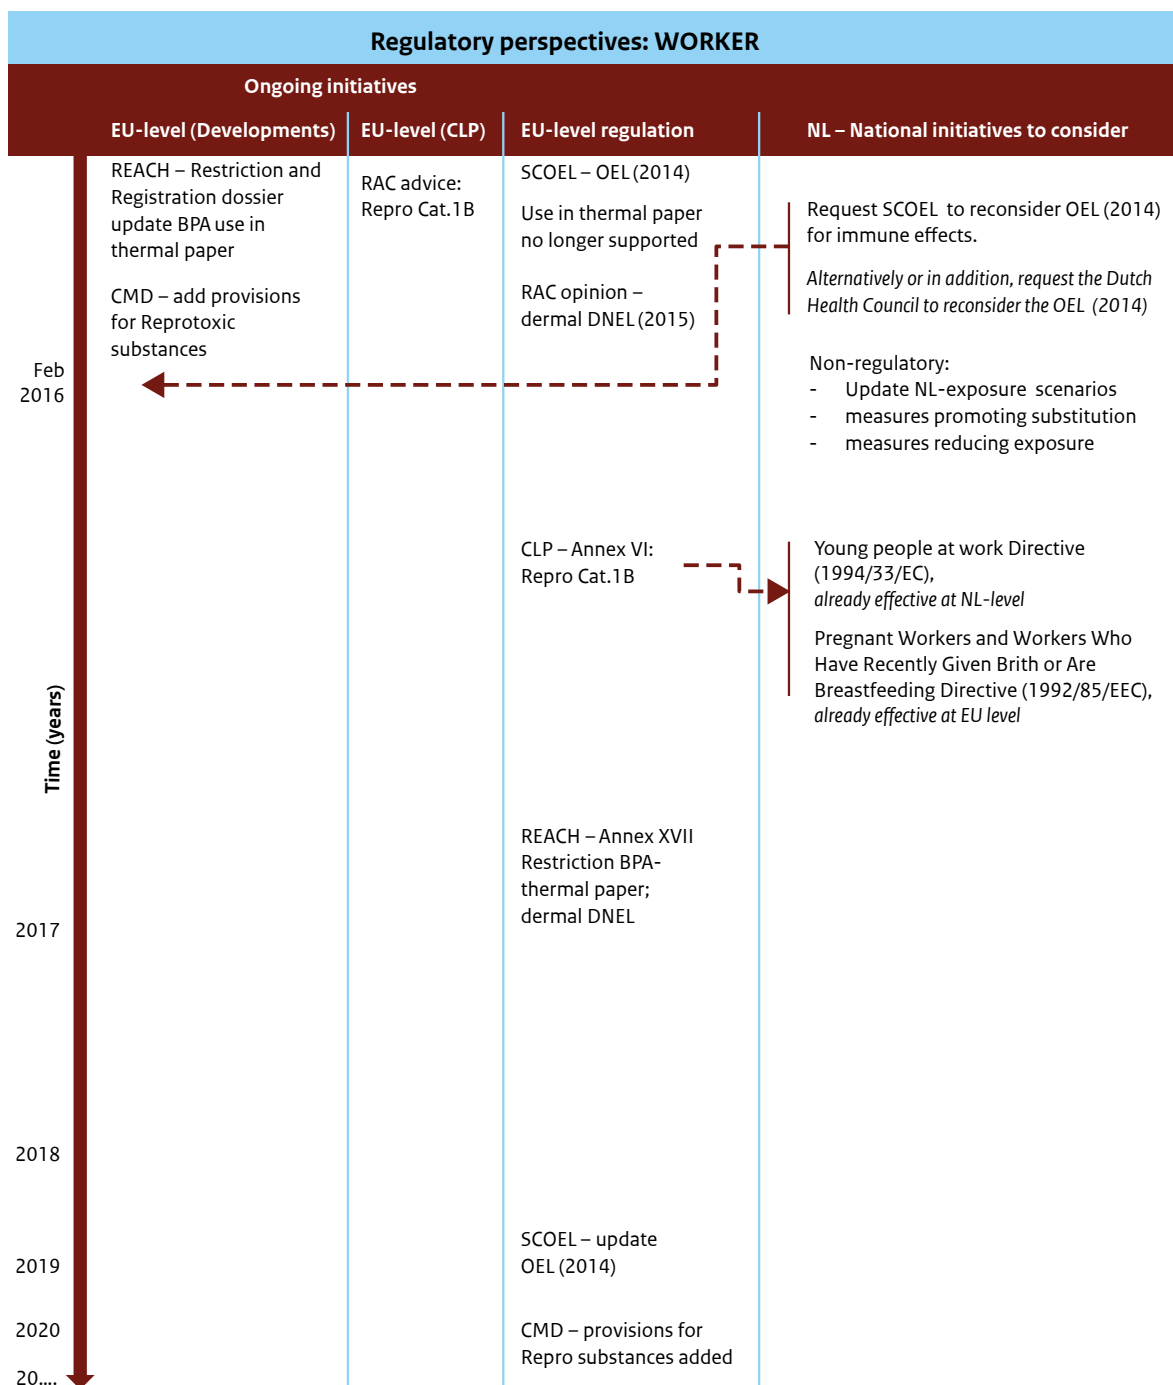 Regulatory perspectives: WORKER
Ongoing initiatives
EU-level (Developments)
EU-level (CLP)
EU-level regulation
NL – National initiatives to consider
REACH – Restriction and
Registration dossier
update BPA use in
thermal paper
CMD – add provisions
for Reprotoxic
substances
RAC advice:
Repro Cat.1B
SCOEL – OEL (2014)
Use in thermal paper
no longer supported
RAC opinion –
dermal DNEL (2015)
Request SCOEL to reconsider OEL (2014)
for immune effects.
Alternatively or in addition, request the Dutch
Health Council to reconsider the OEL (2014)
Feb
2016
Non-regulatory:
- Update NL-exposure scenarios
- measures promoting substitution
- measures reducing exposure
CLP – Annex VI:
Repro Cat.1B
Young people at work Directive
(1994/33/EC),
already effective at NL-level
Pregnant Workers and Workers Who
Have Recently Given Brith or Are
Breastfeeding Directive (1992/85/EEC),
already effective at EU level
Time (years)
REACH – Annex XVII
Restriction BPA-
thermal paper;
dermal DNEL
2017
2018
SCOEL – update
OEL (2014)
2019
2020
CMD – provisions for
Repro substances added
20....